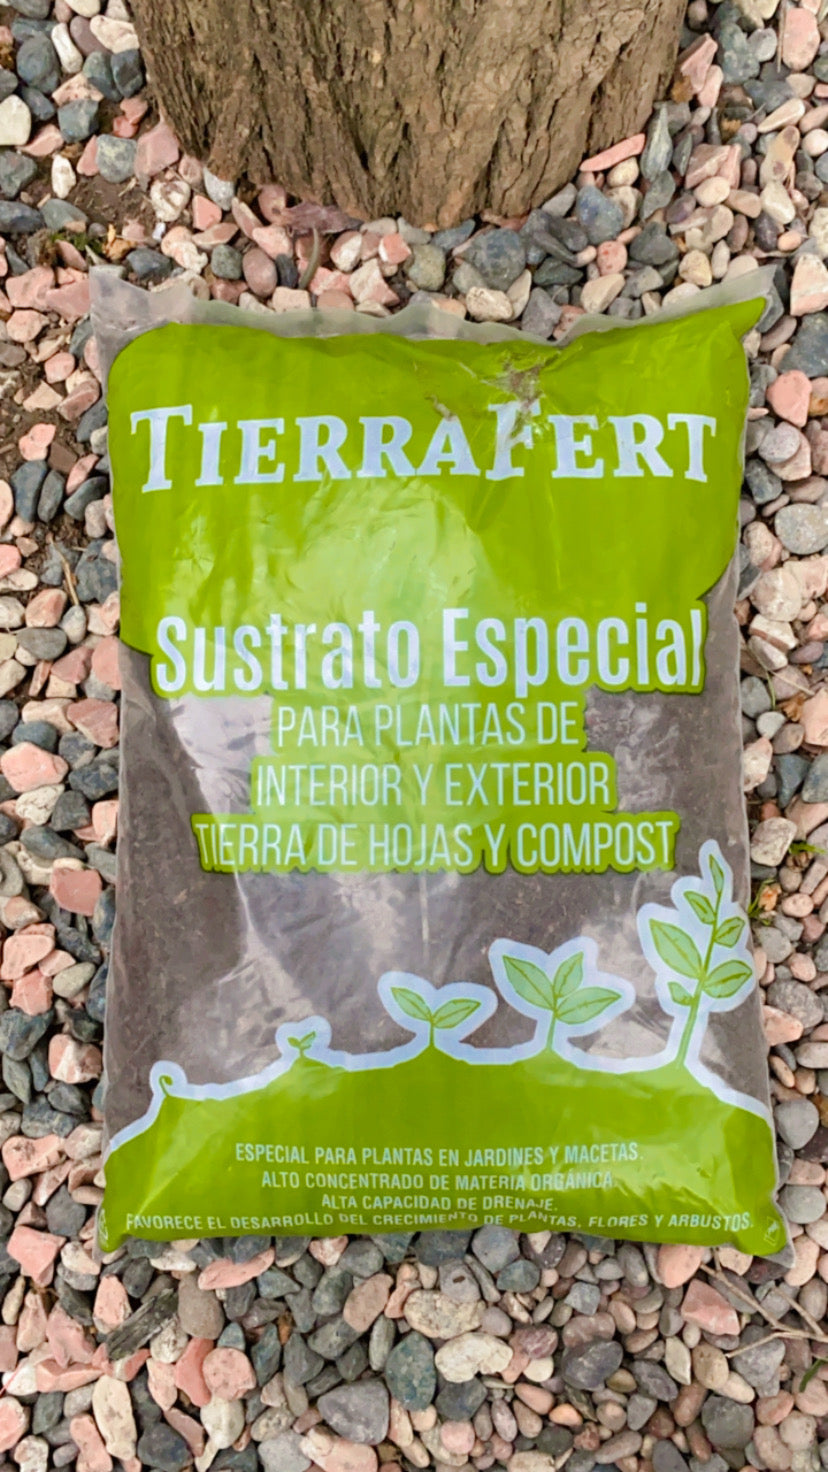 TIERRAFERT
Sustrato Especial
PARA PLANTAS DE
INTERIOR Y EXTERIOR
TIERRA DE HOJAS Y COMPOST
ESPECIAL PARA PLANTAS EN JARDINES Y MACETAS.
ALTO CONCENTRADO DE MATERIA ORGÁNICA.
ALTA CAPACIDAD DE DRENAJE.
FAVORECE EL DESARROLLO DEL CRECIMIENTO DE PLANTAS, FLORES Y ARBUSTOS.